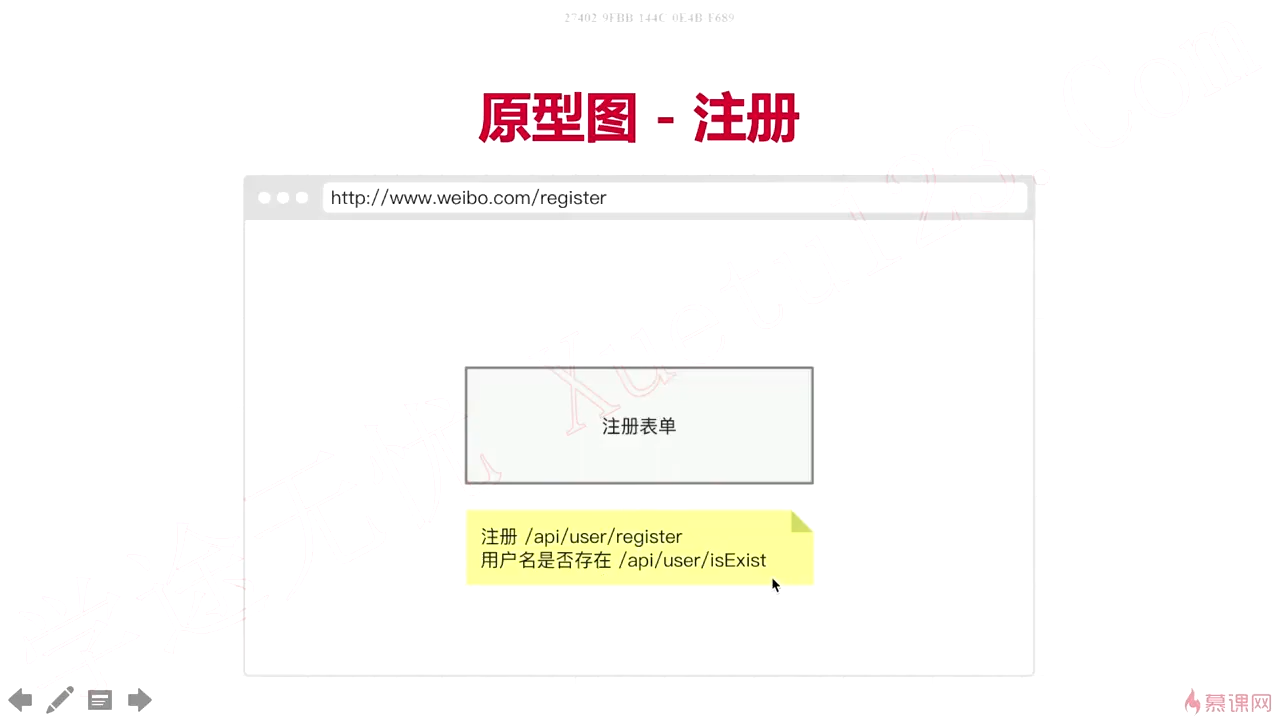 27402 9FBB 144C 0E4B F689
原型图 - 注册
http://www.weibo.com/register
注册表单
注册 /api/user/register
用户名是否存在 /api/user/isExist
慕课网